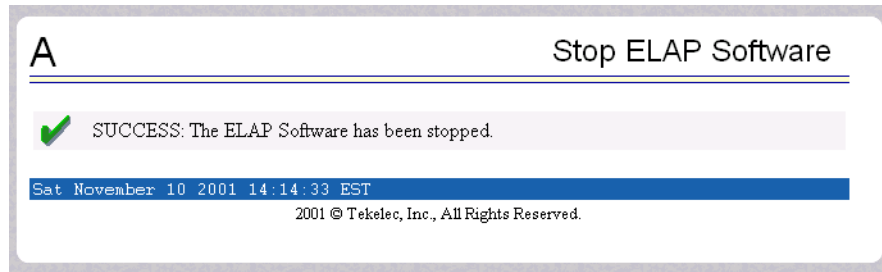 A
Stop ELAP Software
SUCCESS: The ELAP Software has been stopped.
Sat November 10 2001 14:14:33 EST
2001 © Tekelec, Inc., All Rights Reserved.